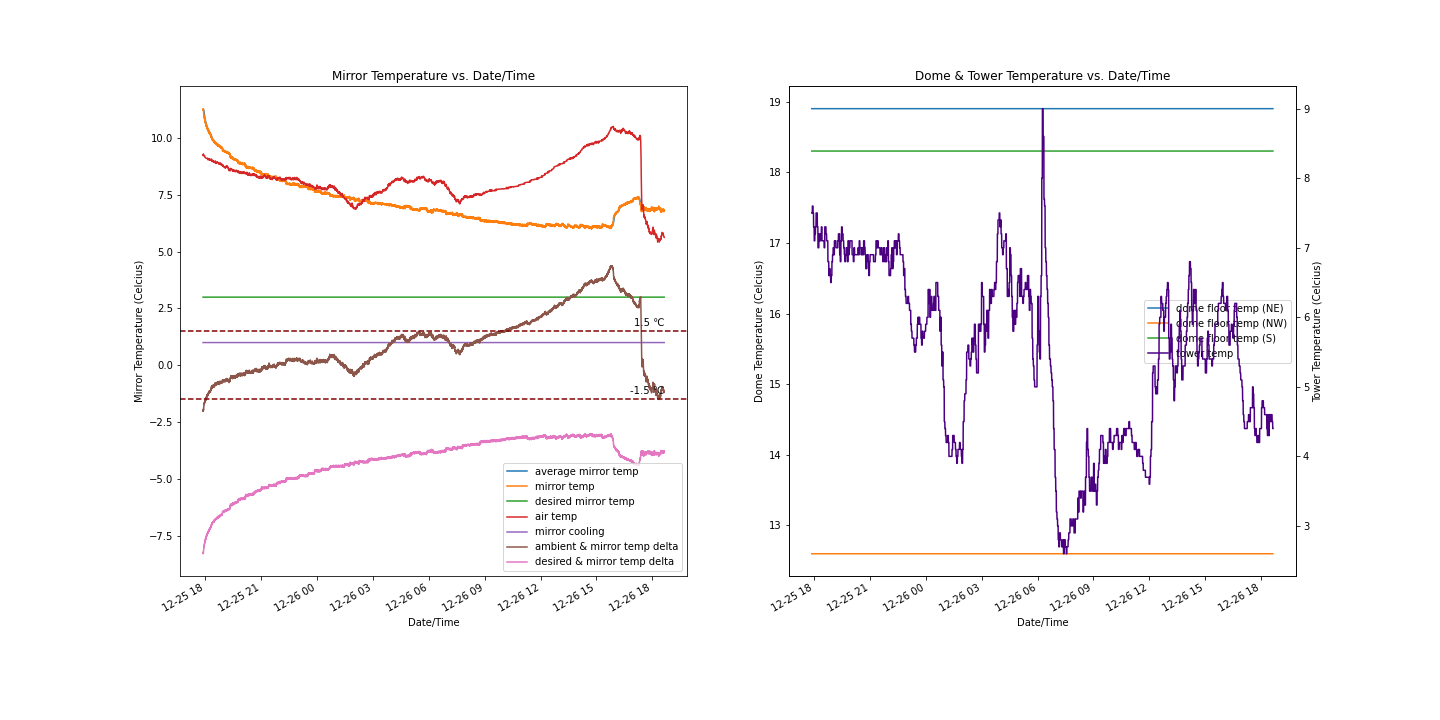 Mirror Temperature vs. Date/Time
Mirror Temperature (Celcius)
10.0
7.5
5.0
2.5
0.0
−2.5
−5.0
−7.5
1.5 °C
-1.5 °C
average mirror temp
mirror temp
desired mirror temp
air temp
mirror cooling
ambient & mirror temp delta
desired & mirror temp delta
12-25 18
12-25 21
12-26 00
12-26 03
12-26 06
12-26 09
12-26 12
12-26 15
12-26 18
Date/Time
Dome & Tower Temperature vs. Date/Time
Dome Temperature (Celcius)
19
18
17
16
15
14
13
dome floor temp (NE)
dome floor temp (NW)
dome floor temp (S)
tower temp
9
8
7
6
5
4
3
Tower Temperature (Celcius)
12-25 18
12-25 21
12-26 00
12-26 03
12-26 06
12-26 09
12-26 12
12-26 15
12-26 18
Date/Time